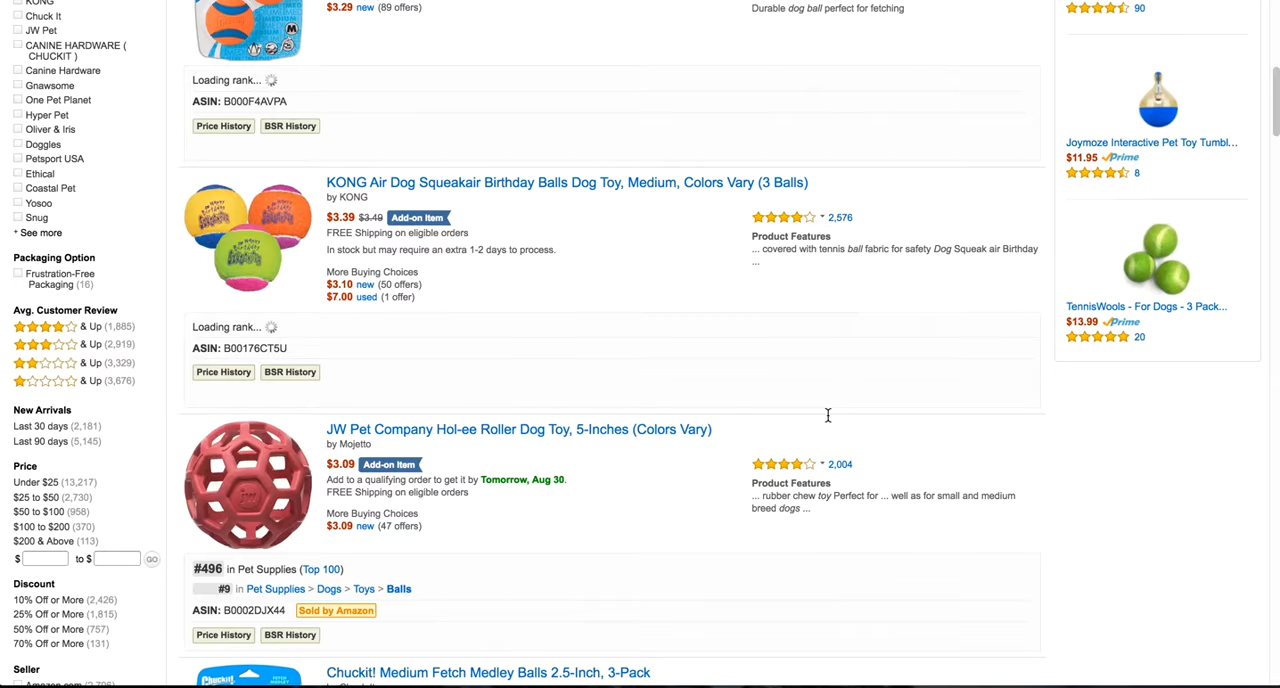 KONG
Chuck It
JW Pet
CANINE HARDWARE (
CHUCKIT )
Canine Hardware
Gnawsome
One Pet Planet
Hyper Pet
Oliver & Iris
Doggles
Petsport USA
Ethical
Coastal Pet
Yosoo
Snug
+ See more
Packaging Option
Frustration-Free
Packaging (16)
Avg. Customer Review
& Up (1,885)
& Up (2,919)
& Up (3,329)
& Up (3,676)
New Arrivals
Last 30 days (2,181)
Last 90 days (5,145)
Price
Under $25 (13,217)
$25 to $50 (2,730)
$50 to $100 (958)
$100 to $200 (370)
$200 & Above (113)
$ to $ GO
Discount
10% Off or More (2,426)
25% Off or More (1,815)
50% Off or More (757)
70% Off or More (131)
Seller
Amazon.com
$3.29 new (89 offers)
Durable dog ball perfect for fetching
MEDIUM
M
Loading rank...
ASIN: B000F4AVPA
Price History BSR History
KONG Air Dog Squeakair Birthday Balls Dog Toy, Medium, Colors Vary (3 Balls)
by KONG
$3.39 $3.49 Add-on Item
FREE Shipping on eligible orders
In stock but may require an extra 1-2 days to process.
More Buying Choices
$3.10 new (50 offers)
$7.00 used (1 offer)
2,576
Product Features
... covered with tennis ball fabric for safety Dog Squeak air Birthday
...
Loading rank...
ASIN: B00176CT5U
Price History BSR History
JW Pet Company Hol-ee Roller Dog Toy, 5-Inches (Colors Vary)
by Mojetto
$3.09 Add-on Item
Add to a qualifying order to get it by Tomorrow, Aug 30.
FREE Shipping on eligible orders
More Buying Choices
$3.09 new (47 offers)
2,004
Product Features
... rubber chew toy Perfect for ... well as for small and medium
breed dogs ...
jw
#496 in Pet Supplies (Top 100)
#9 in Pet Supplies > Dogs > Toys > Balls
ASIN: B0002DJX44 Sold by Amazon
Price History BSR History
Chuckit! Medium Fetch Medley Balls 2.5-Inch, 3-Pack
Chuckit!
90
Joymoze Interactive Pet Toy Tumbl...
$11.95 Prime
8
TennisWools - For Dogs - 3 Pack...
$13.99 Prime
20